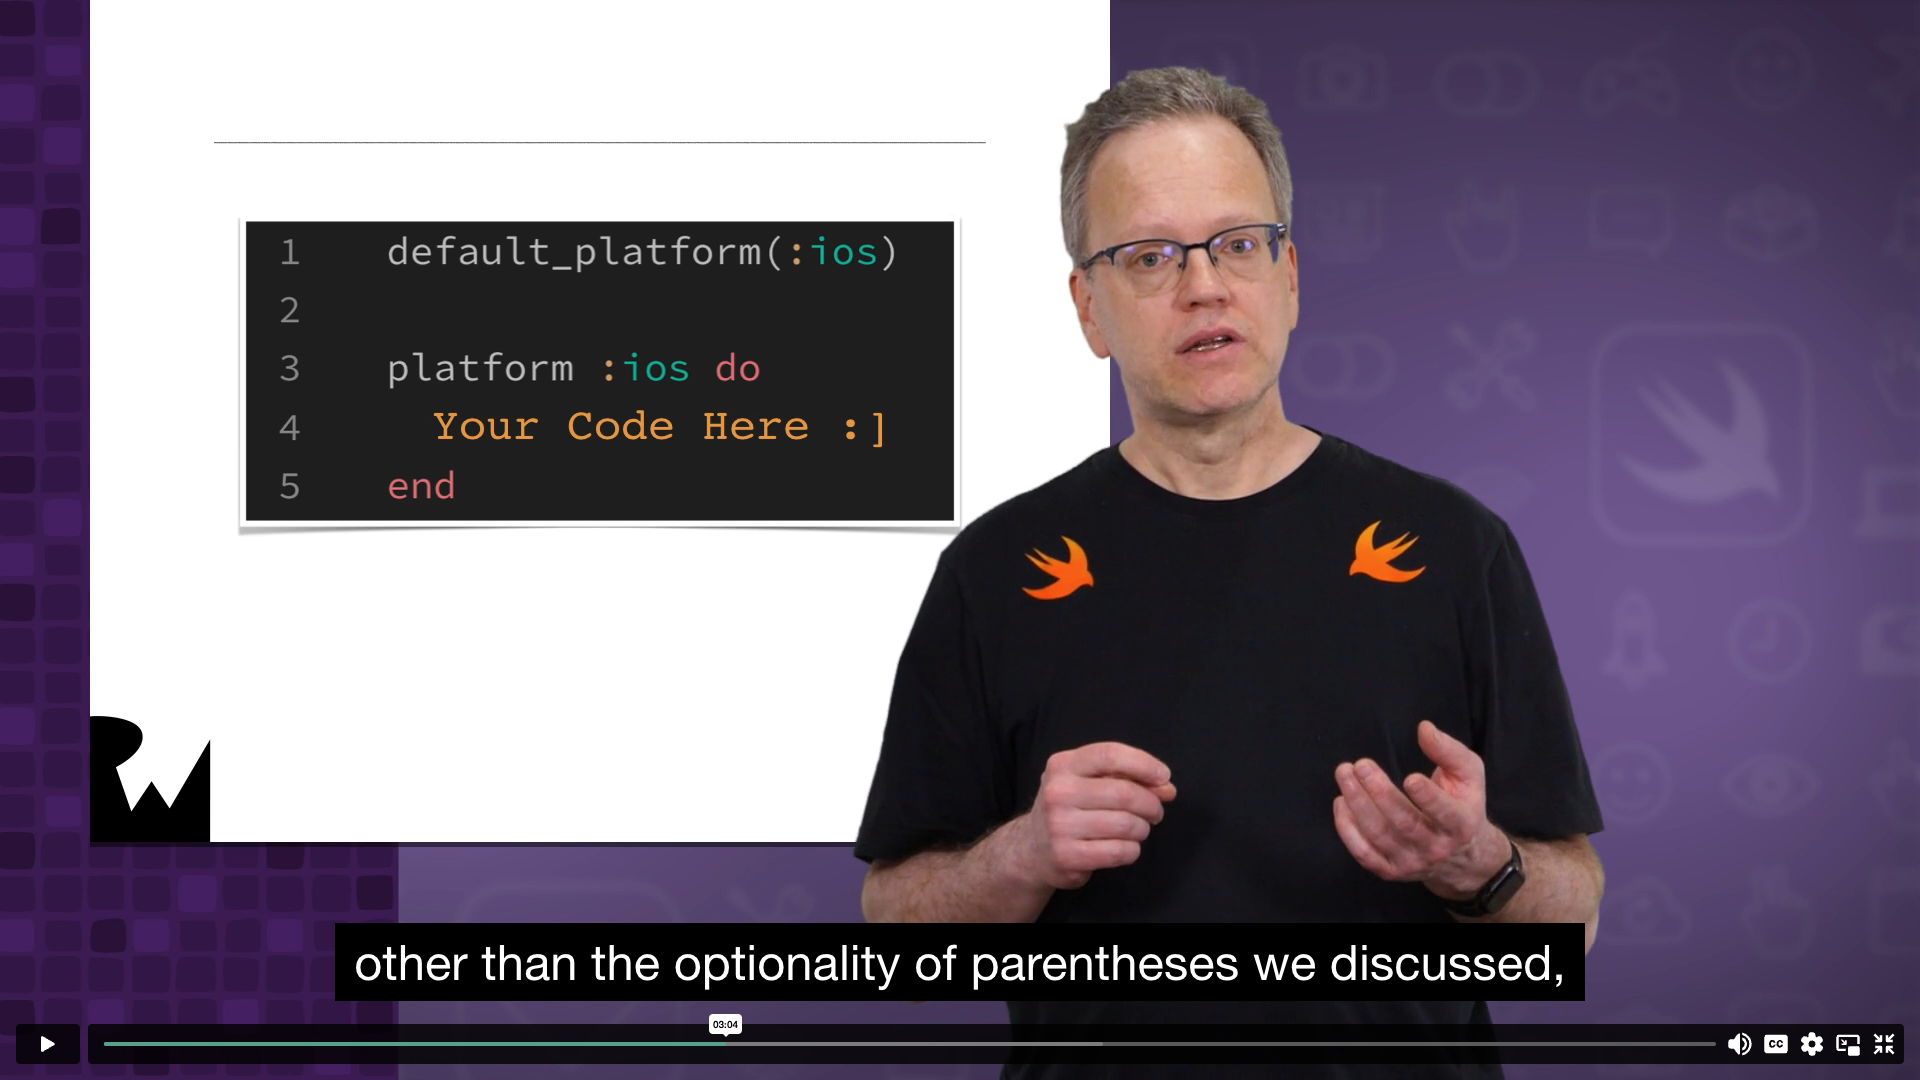 1 default_platform(:ios)
2
3 platform :ios do
4 Your Code Here :]
5 end
RW
other than the optionality of parentheses we discussed,
03:04
CC